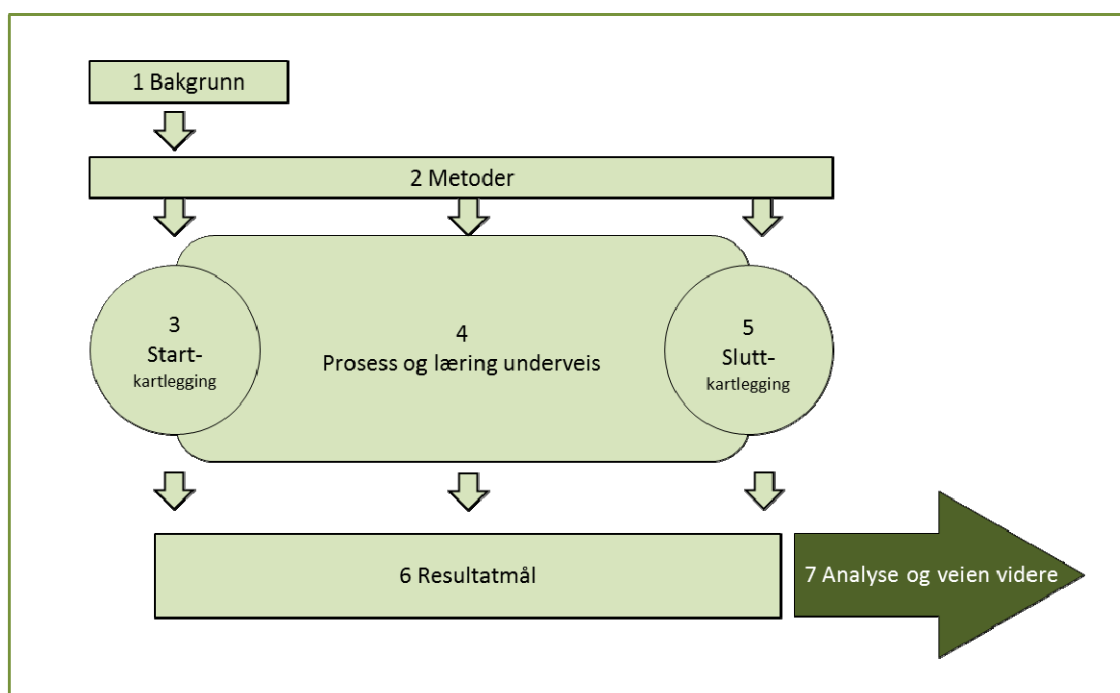 1 Bakgrunn
2 Metoder
3
Start-
kartlegging
4
Prosess og læring underveis
5
Slutt-
kartlegging
6 Resultatmål
7 Analyse og veien videre